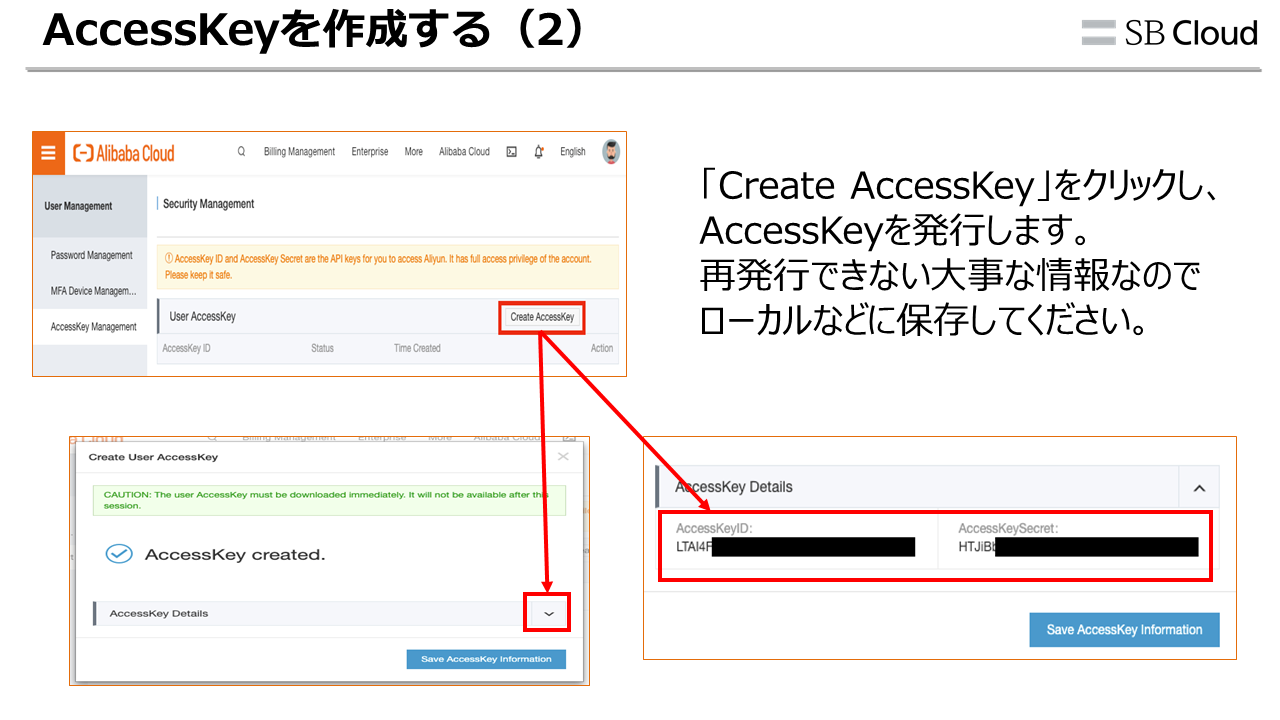 AccessKeyを作成する（2）
SB Cloud
Alibaba Cloud
Billing Management Enterprise More Alibaba Cloud English
User Management
Security Management
Password Management
MFA Device Managem...
AccessKey Management
AccessKey ID and AccessKey Secret are the API keys for you to access Aliyun. It has full access privilege of the account.
Please keep it safe.
User AccessKey
Create AccessKey
AccessKey ID Status Time Created Action
「Create AccessKey」をクリックし、
AccessKeyを発行します。
再発行できない大事な情報なので
ローカルなどに保存してください。
Billing Management Enterprise More Alibaba Cloud
Create User AccessKey
CAUTION: The user AccessKey must be downloaded immediately. It will not be available after this
session.
AccessKey created.
AccessKey Details
Save AccessKey Information
AccessKey Details
AccessKeyID: AccessKeySecret:
LTAI4F HTJiBb
Save AccessKey Information